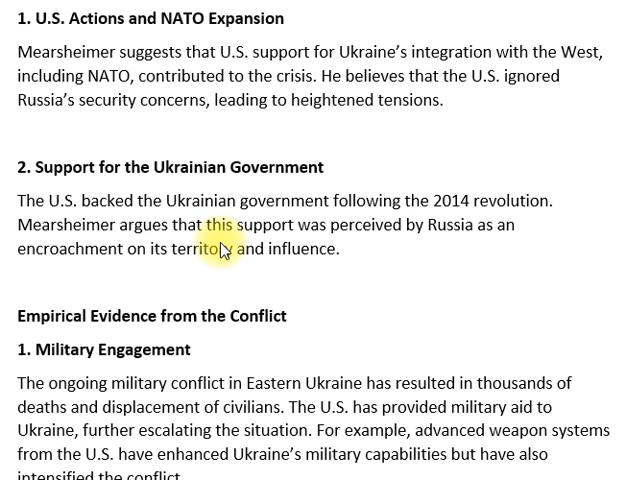 1. U.S. Actions and NATO Expansion
Mearsheimer suggests that U.S. support for Ukraine's integration with the West,
including NATO, contributed to the crisis. He believes that the U.S. ignored
Russia's security concerns, leading to heightened tensions.
2. Support for the Ukrainian Government
The U.S. backed the Ukrainian government following the 2014 revolution.
Mearsheimer argues that this support was perceived by Russia as an
encroachment on its territory and influence.
Empirical Evidence from the Conflict
1. Military Engagement
The ongoing military conflict in Eastern Ukraine has resulted in thousands of
deaths and displacement of civilians. The U.S. has provided military aid to
Ukraine, further escalating the situation. For example, advanced weapon systems
from the U.S. have enhanced Ukraine's military capabilities but have also
intensified the conflict.